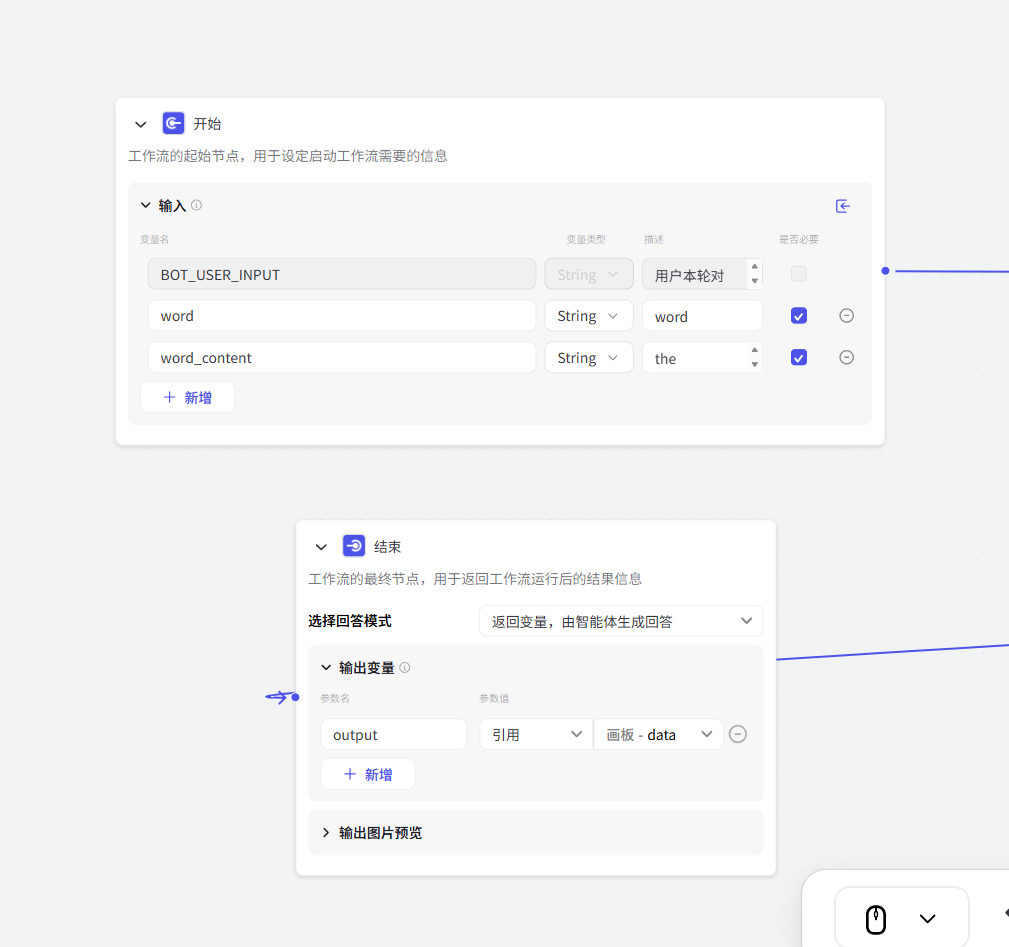 开始
工作流的起始节点，用于设定启动工作流需要的信息
输入
变量名 变量类型 描述 是否必要
BOT_USER_INPUT String 用户本轮对
word String word
word_content String the
新增
结束
工作流的最终节点，用于返回工作流运行后的结果信息
选择回答模式 返回变量，由智能体生成回答
输出变量
参数名 参数值
output 引用 画板 - data
新增
输出图片预览